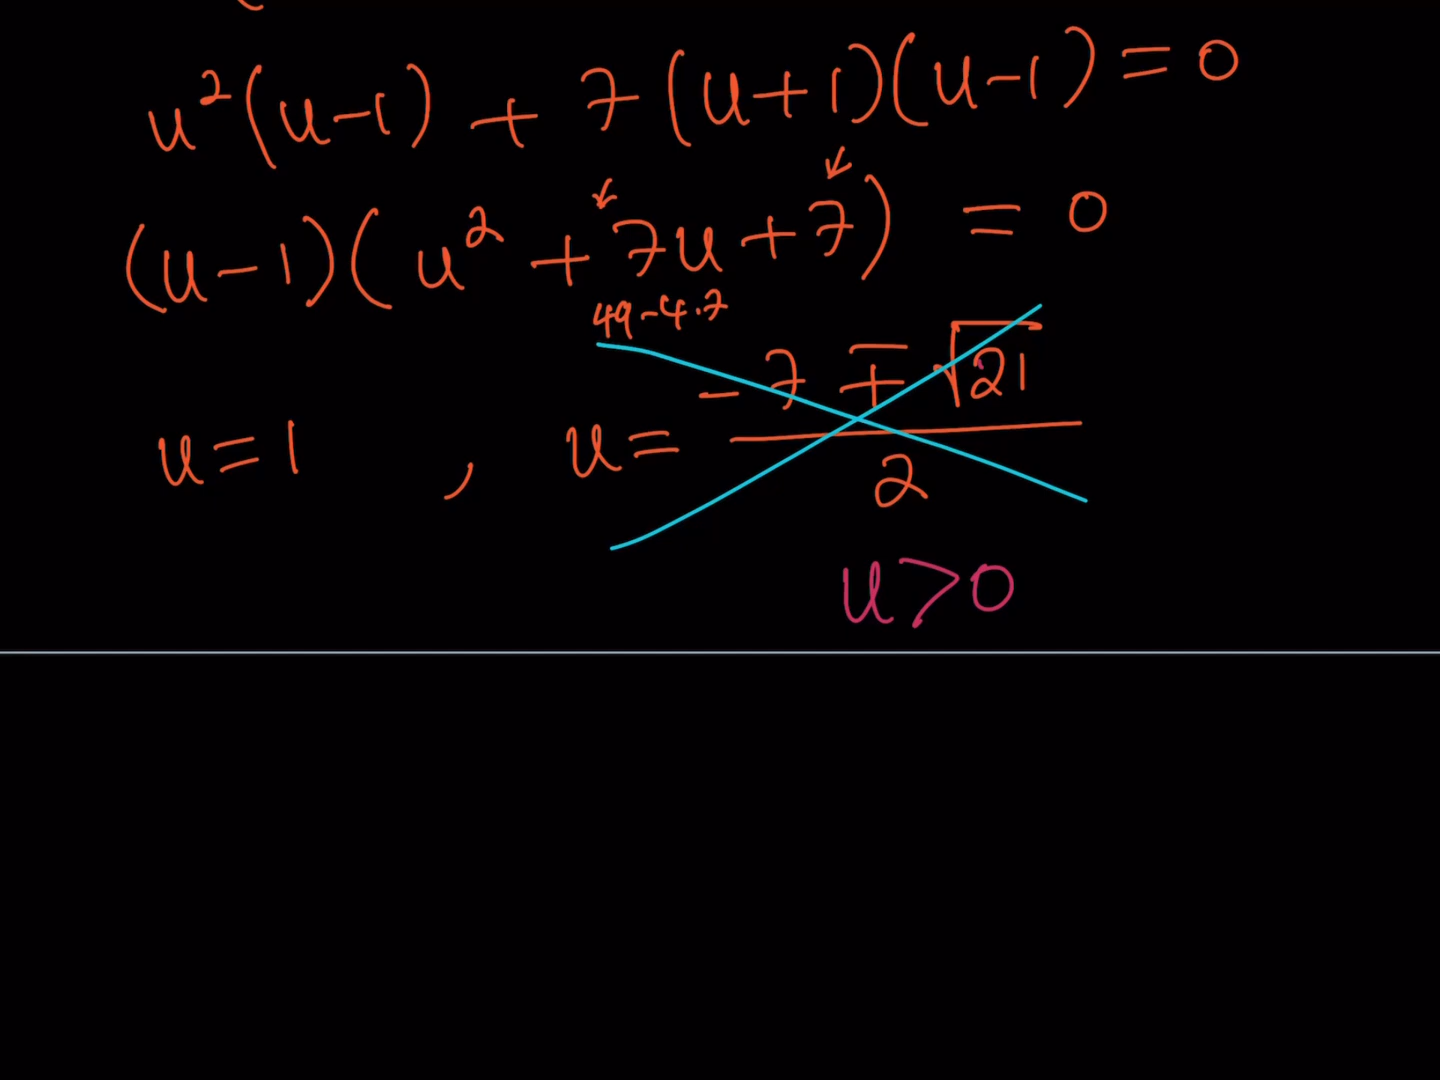 u²(u-1) + 7(u+1)(u-1) = 0
(u-1)(u² + 7u + 7) = 0
49-4.7
u=1 , u= (-7 ∓ √21)/2
u>0